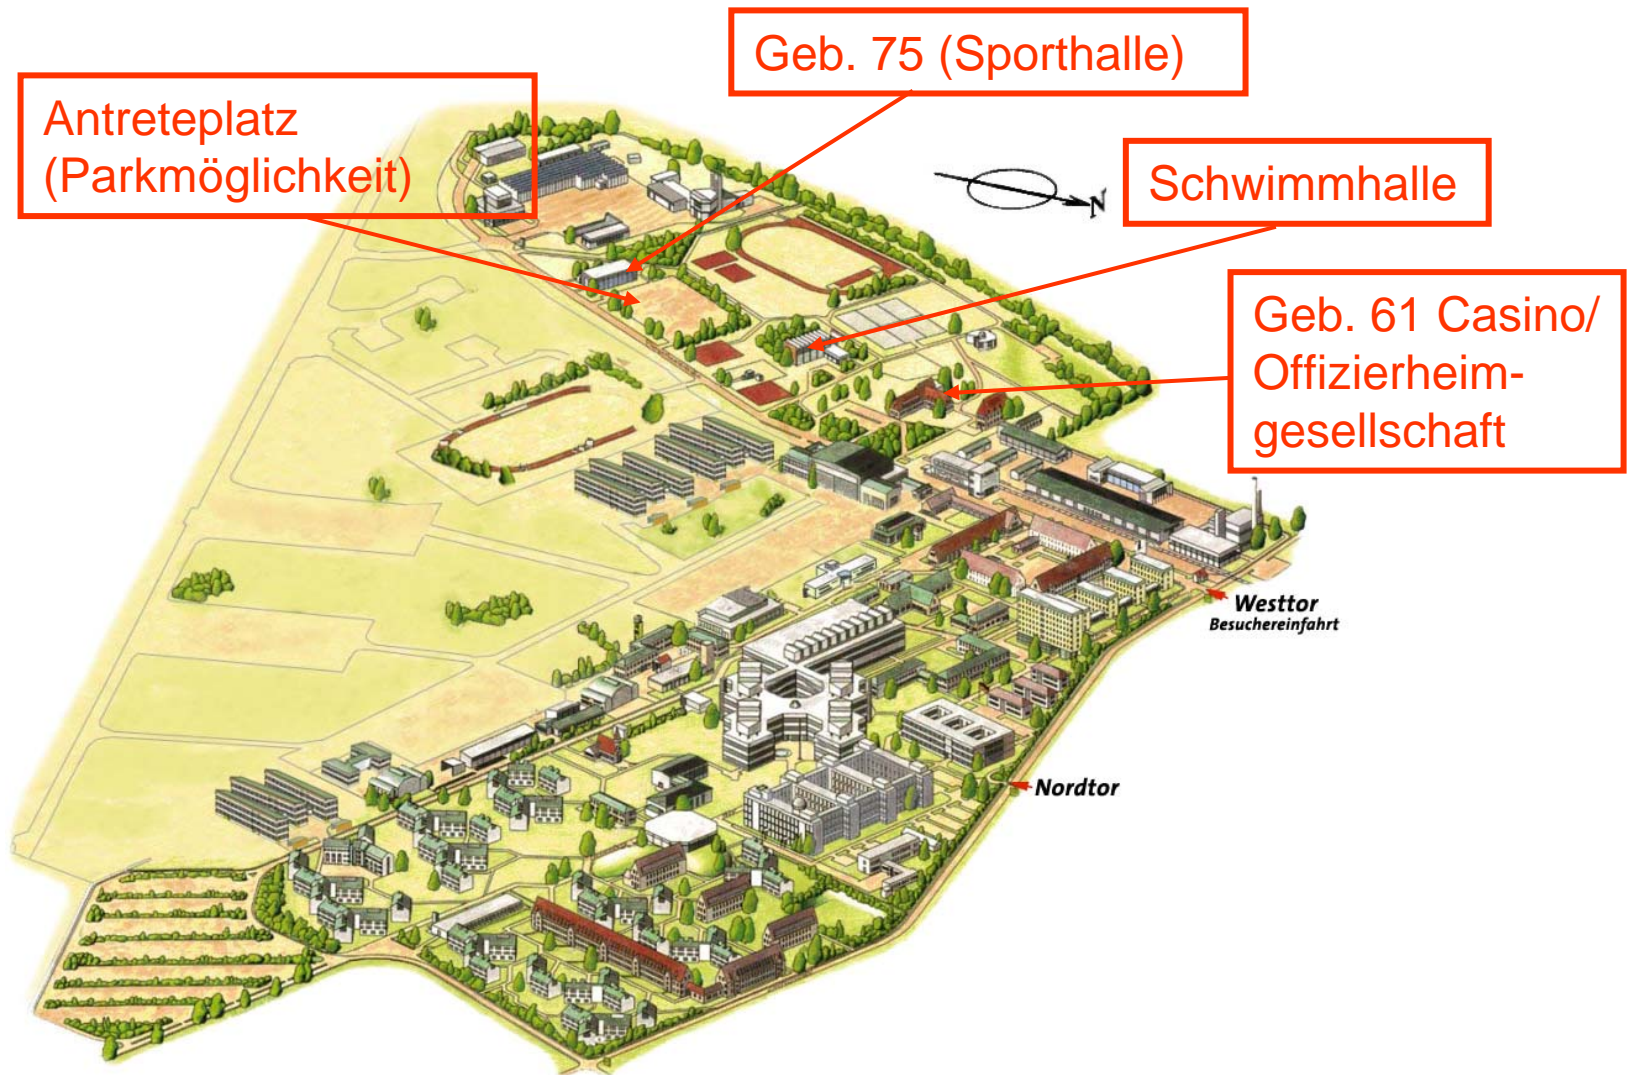 Geb. 75 (Sporthalle)
Antreteplatz
(Parkmöglichkeit)
Schwimmhalle
N
Geb. 61 Casino/
Offizierheim-
gesellschaft
Westtor
Besuchereinfahrt
Nordtor